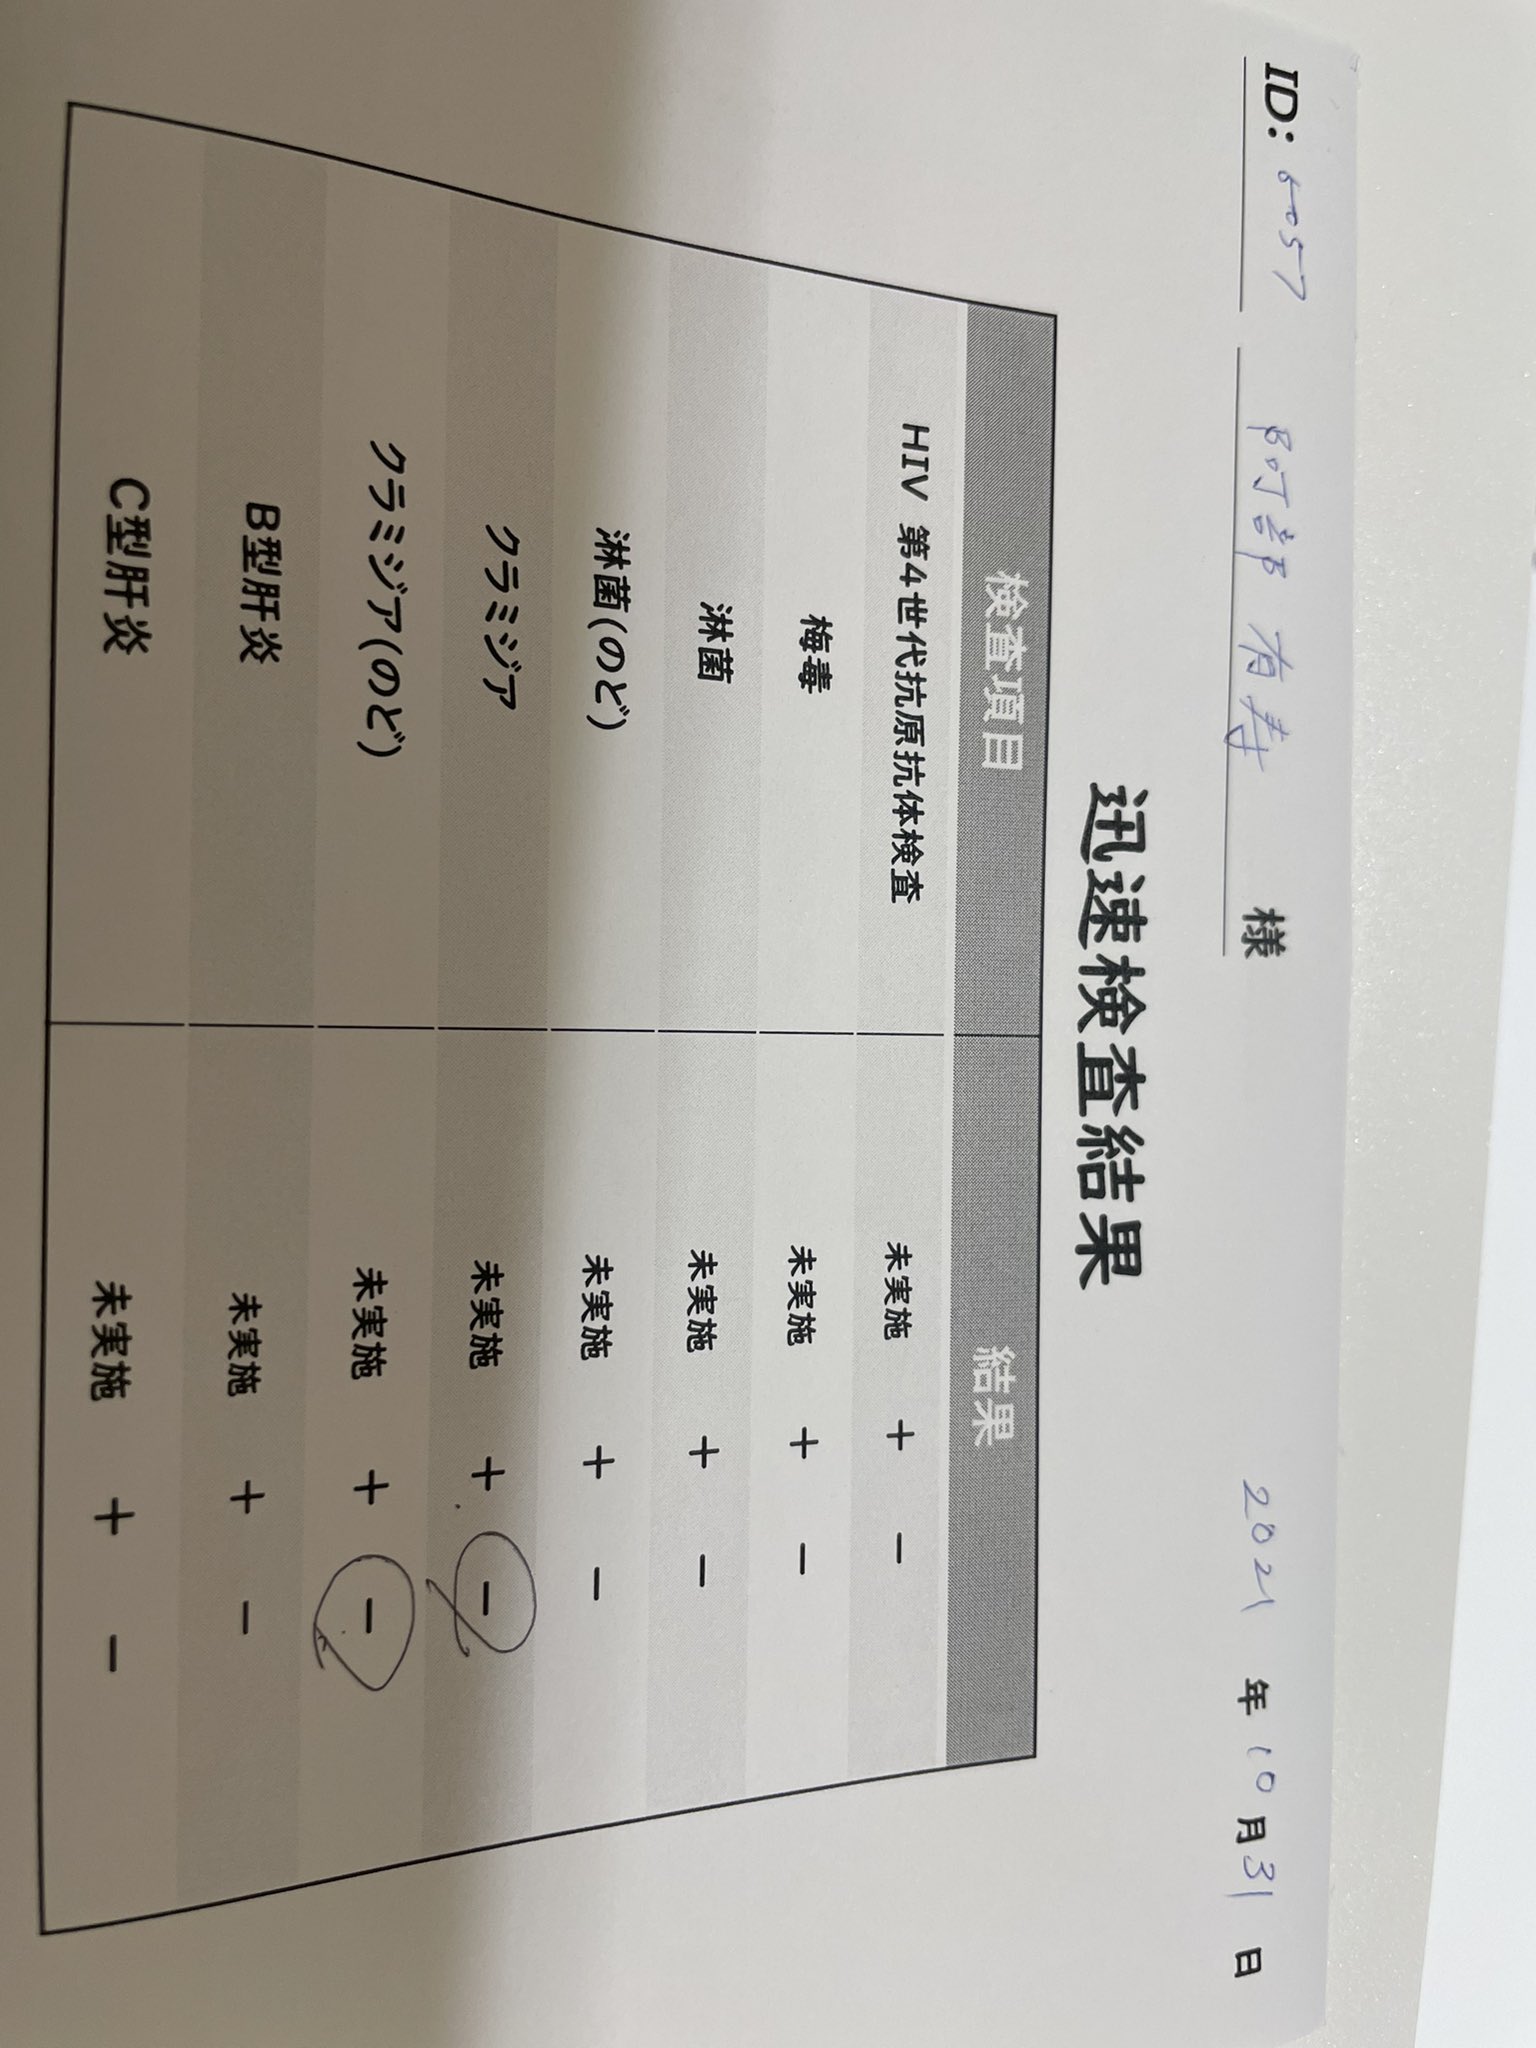 ID: 6057 阿部 有寿 様 2021 年 10 月 31 日
迅速検査結果
検査項目 結果
HIV 第4世代抗原抗体検査 未実施 + −
梅毒 未実施 + −
淋菌 未実施 + −
淋菌(のど) 未実施 + −
クラミジア 未実施 + −
クラミジア(のど) 未実施 + −
B型肝炎 未実施 + −
C型肝炎 未実施 + −